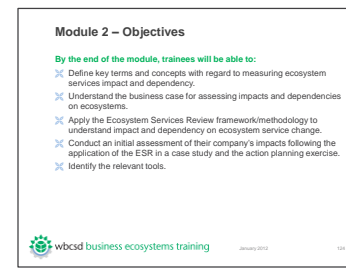 Module 2 – Objectives
By the end of the module, trainees will be able to:
Define key terms and concepts with regard to measuring ecosystem
services impact and dependency.
Understand the business case for assessing impacts and dependencies
on ecosystems.
Apply the Ecosystem Services Review framework/methodology to
understand impact and dependency on ecosystem service change.
Conduct an initial assessment of their company's impacts following the
application of the ESR in a case study and the action planning exercise.
Identify the relevant tools.
wbcsd business ecosystems training
January 2012
124